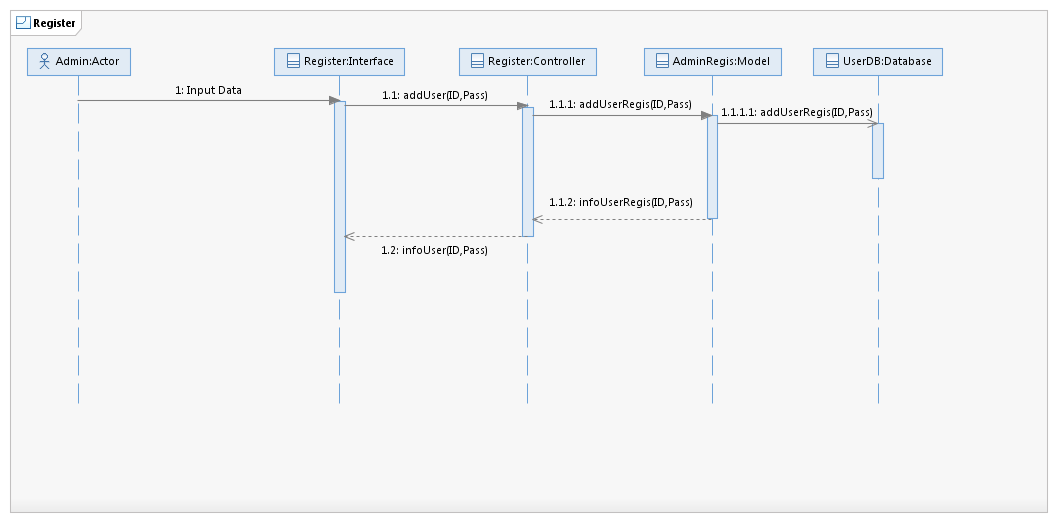 Register
Admin:Actor
Register:Interface
Register:Controller
AdminRegis:Model
UserDB:Database
1: Input Data
1.1: addUser(ID,Pass)
1.1.1: addUserRegis(ID,Pass)
1.1.1.1: addUserRegis(ID,Pass)
1.1.2: infoUserRegis(ID,Pass)
1.2: infoUser(ID,Pass)